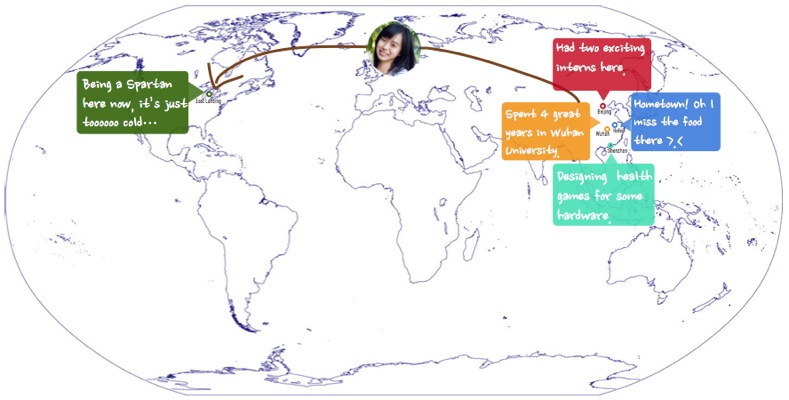 Had two exciting
interns here.
Being a Spartan
here now, it's just
toooooo cold...
East Lansing
Beijing
Spent 4 great
years in Wuhan
University.
Hometown! Oh I
miss the food
there >.<
Wuhan
Hefei
Shenzhen
Designing health
games for some
hardware.